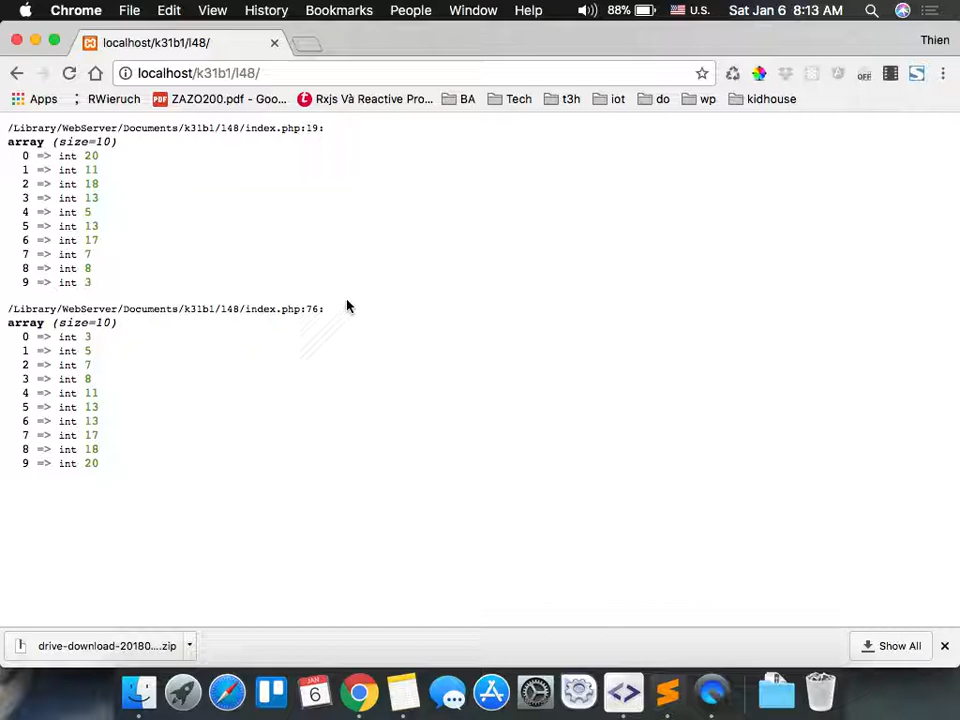 Chrome File Edit View History Bookmarks People Window Help 88% U.S. Sat Jan 6 8:13 AM
localhost/k31b1/l48/ Thien
localhost/k31b1/l48/ OFF
Apps RWieruch ZAZO200.pdf - Goo... Rxjs Và Reactive Pro... BA Tech t3h iot do wp kidhouse
/Library/WebServer/Documents/k31b1/l48/index.php:19:
array (size=10)
0 => int 20
1 => int 11
2 => int 18
3 => int 13
4 => int 5
5 => int 13
6 => int 17
7 => int 7
8 => int 8
9 => int 3
/Library/WebServer/Documents/k31b1/l48/index.php:76:
array (size=10)
0 => int 3
1 => int 5
2 => int 7
3 => int 8
4 => int 11
5 => int 13
6 => int 13
7 => int 17
8 => int 18
9 => int 20
drive-download-20180....zip Show All
JAN
6